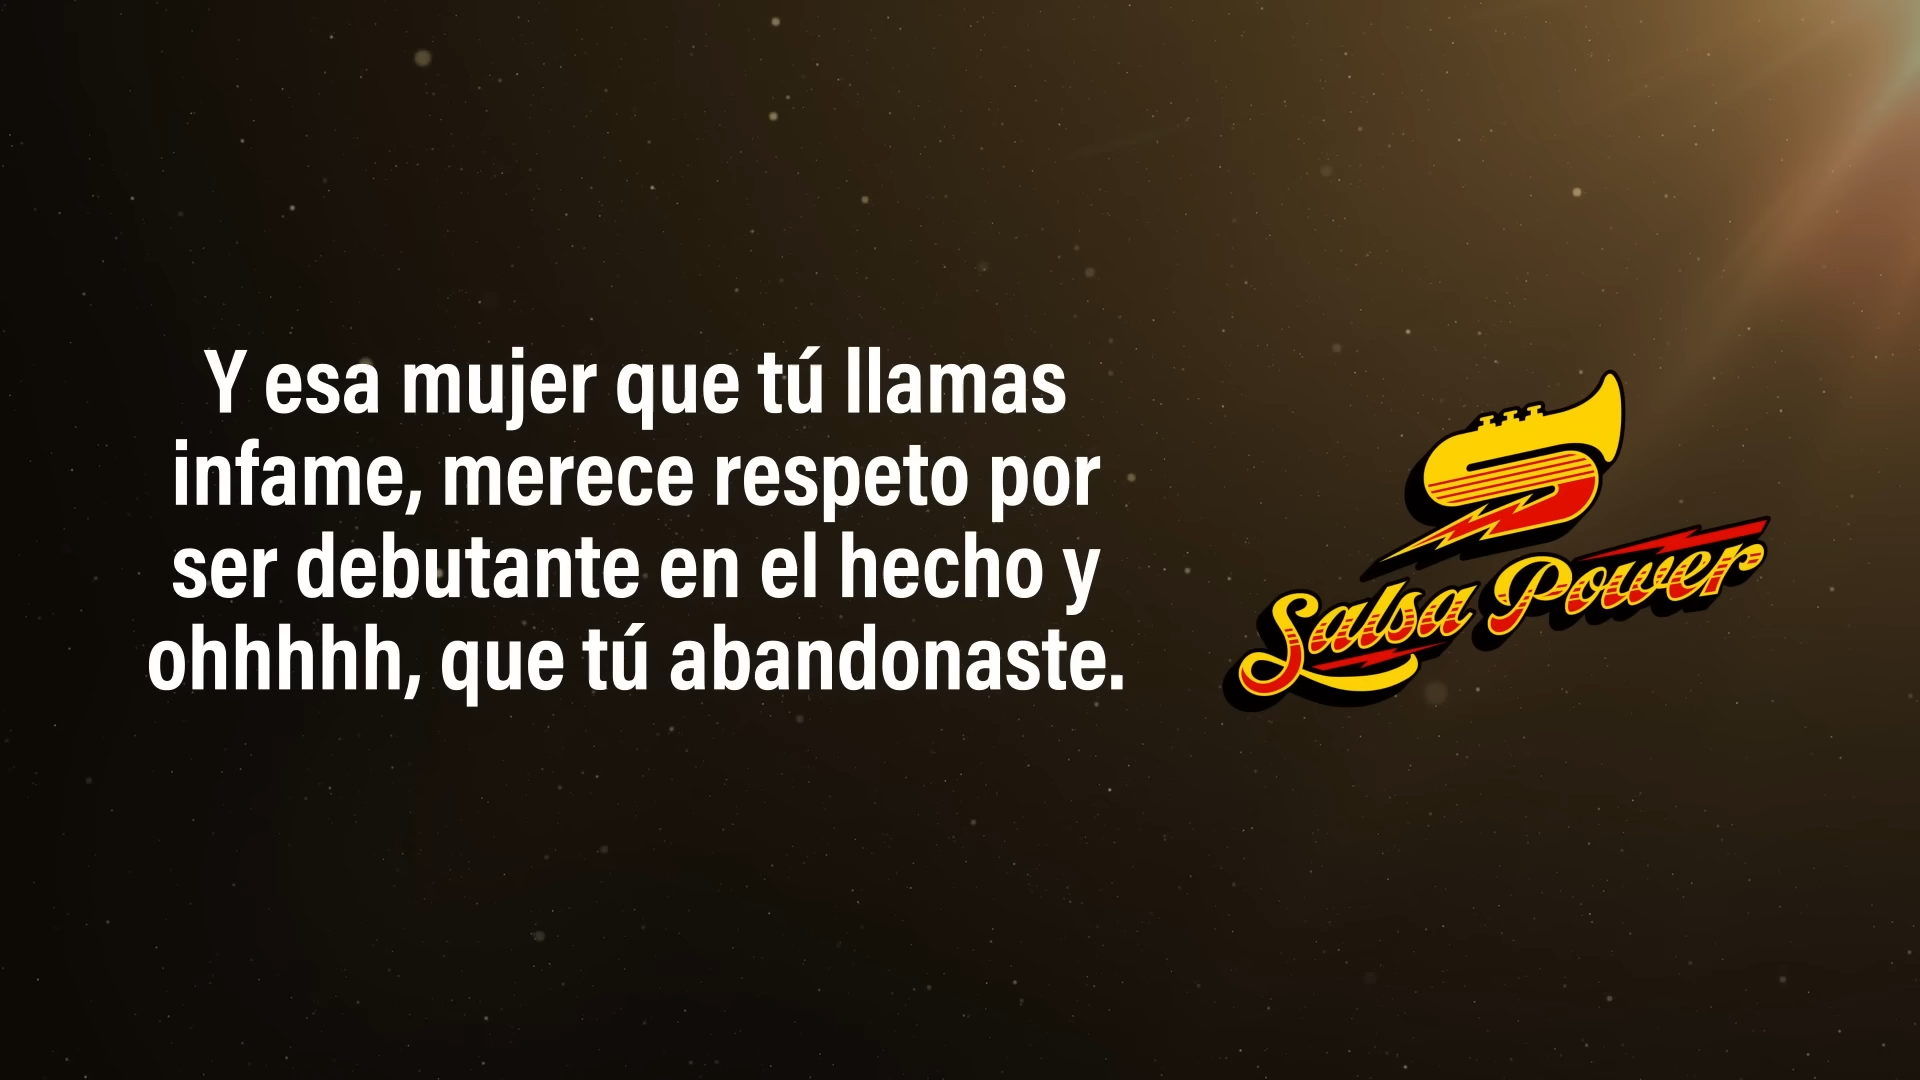 Y esa mujer que tú llamas
infame, merece respeto por
ser debutante en el hecho y
ohhhhh, que tú abandonaste.
Salsa Power